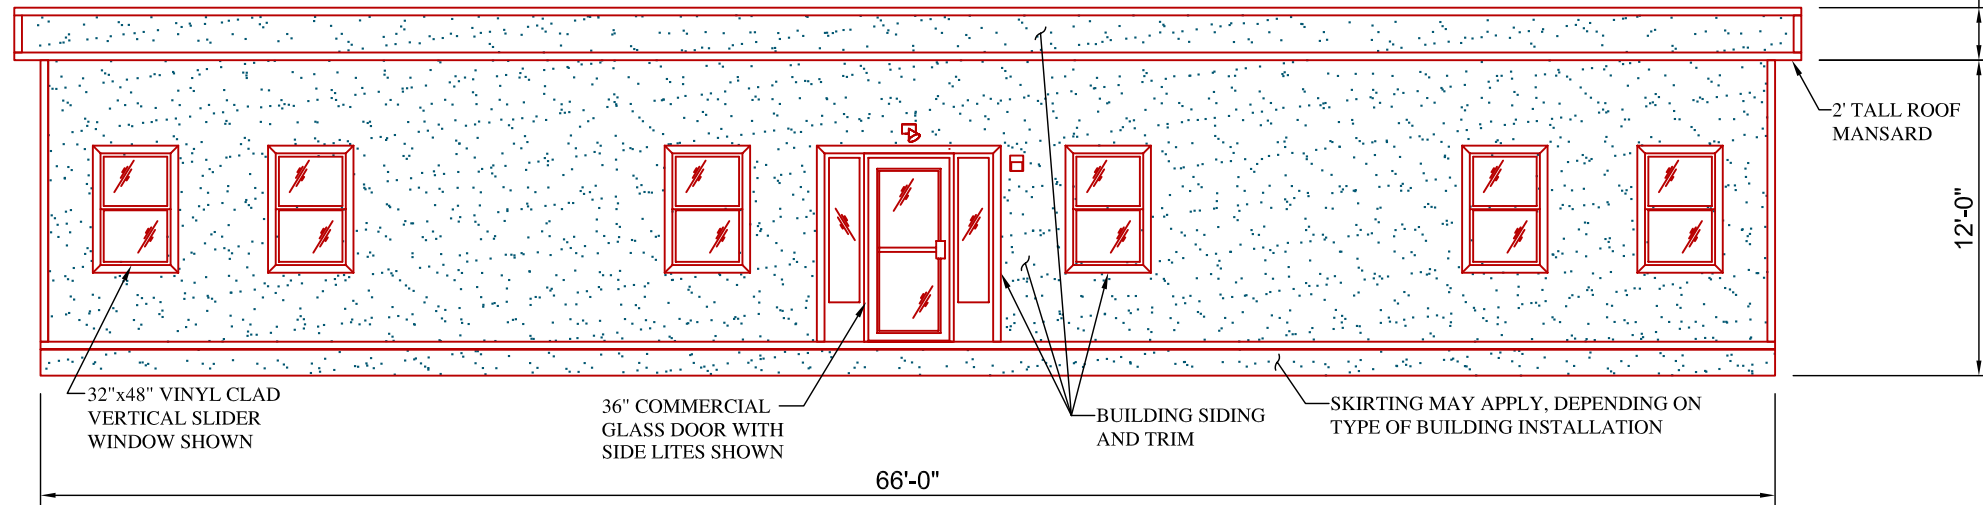 2' TALL ROOF
MANSARD
12'-0"
32"x48" VINYL CLAD
VERTICAL SLIDER
WINDOW SHOWN
36" COMMERCIAL
GLASS DOOR WITH
SIDE LITES SHOWN
BUILDING SIDING
AND TRIM
SKIRTING MAY APPLY, DEPENDING ON
TYPE OF BUILDING INSTALLATION
66'-0"